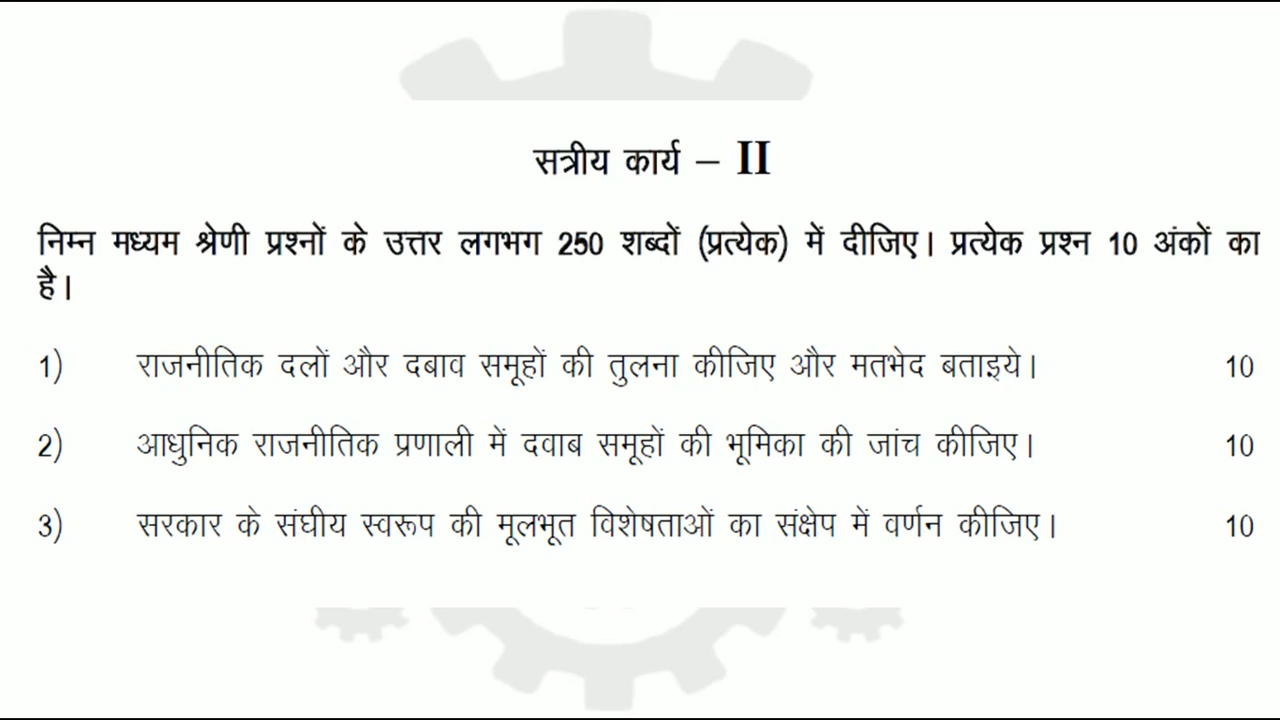 सत्रीय कार्य – II
निम्न मध्यम श्रेणी प्रश्नों के उत्तर लगभग 250 शब्दों (प्रत्येक) में दीजिए। प्रत्येक प्रश्न 10 अंकों का
है।
1) राजनीतिक दलों और दबाव समूहों की तुलना कीजिए और मतभेद बताइये। 10
2) आधुनिक राजनीतिक प्रणाली में दवाब समूहों की भूमिका की जांच कीजिए। 10
3) सरकार के संघीय स्वरूप की मूलभूत विशेषताओं का संक्षेप में वर्णन कीजिए। 10